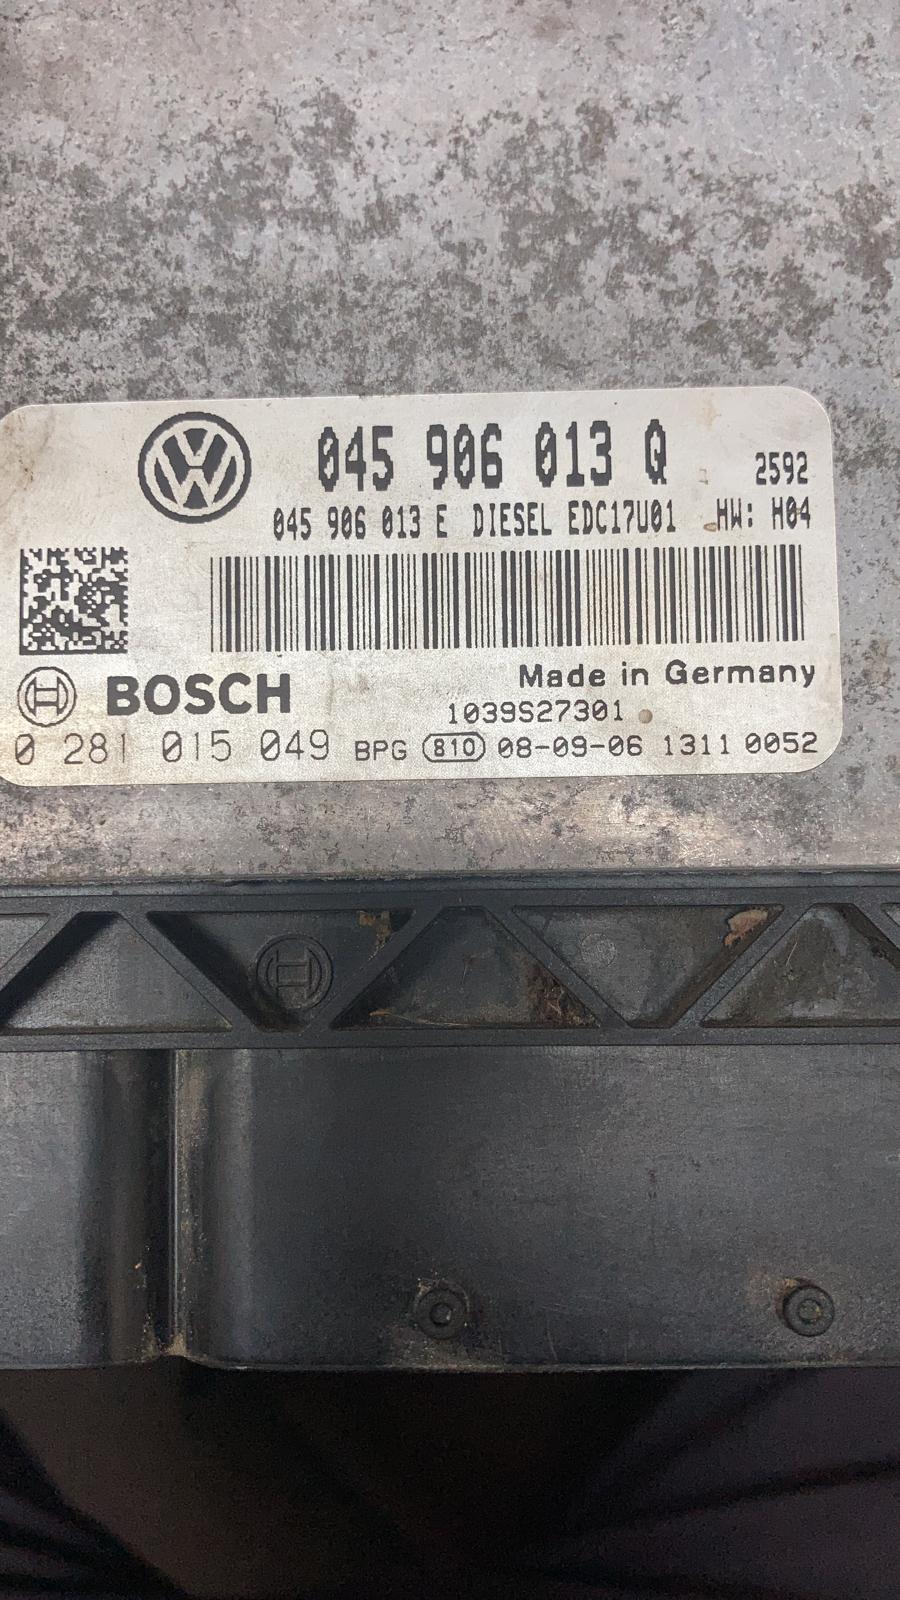 045 906 013 Q 2592
045 906 013 E DIESEL EDC17U01 HW: H04
Made in Germany
BOSCH
1039S27301
0 281 015 049 BPG 810 08-09-06 1311 0052